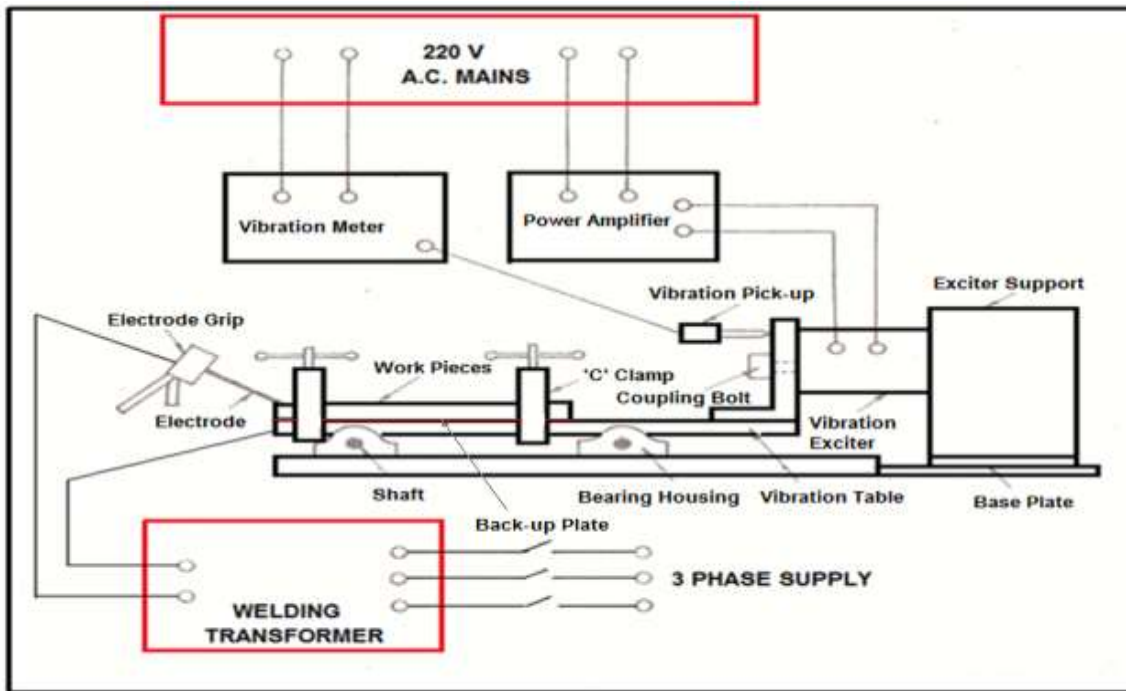 220 V
A.C. MAINS
Vibration Meter
Power Amplifier
Vibration Pick-up
Exciter Support
Electrode Grip
Work Pieces
'C' Clamp
Coupling Bolt
Electrode
Vibration
Exciter
Shaft
Bearing Housing
Vibration Table
Base Plate
Back-up Plate
3 PHASE SUPPLY
WELDING
TRANSFORMER